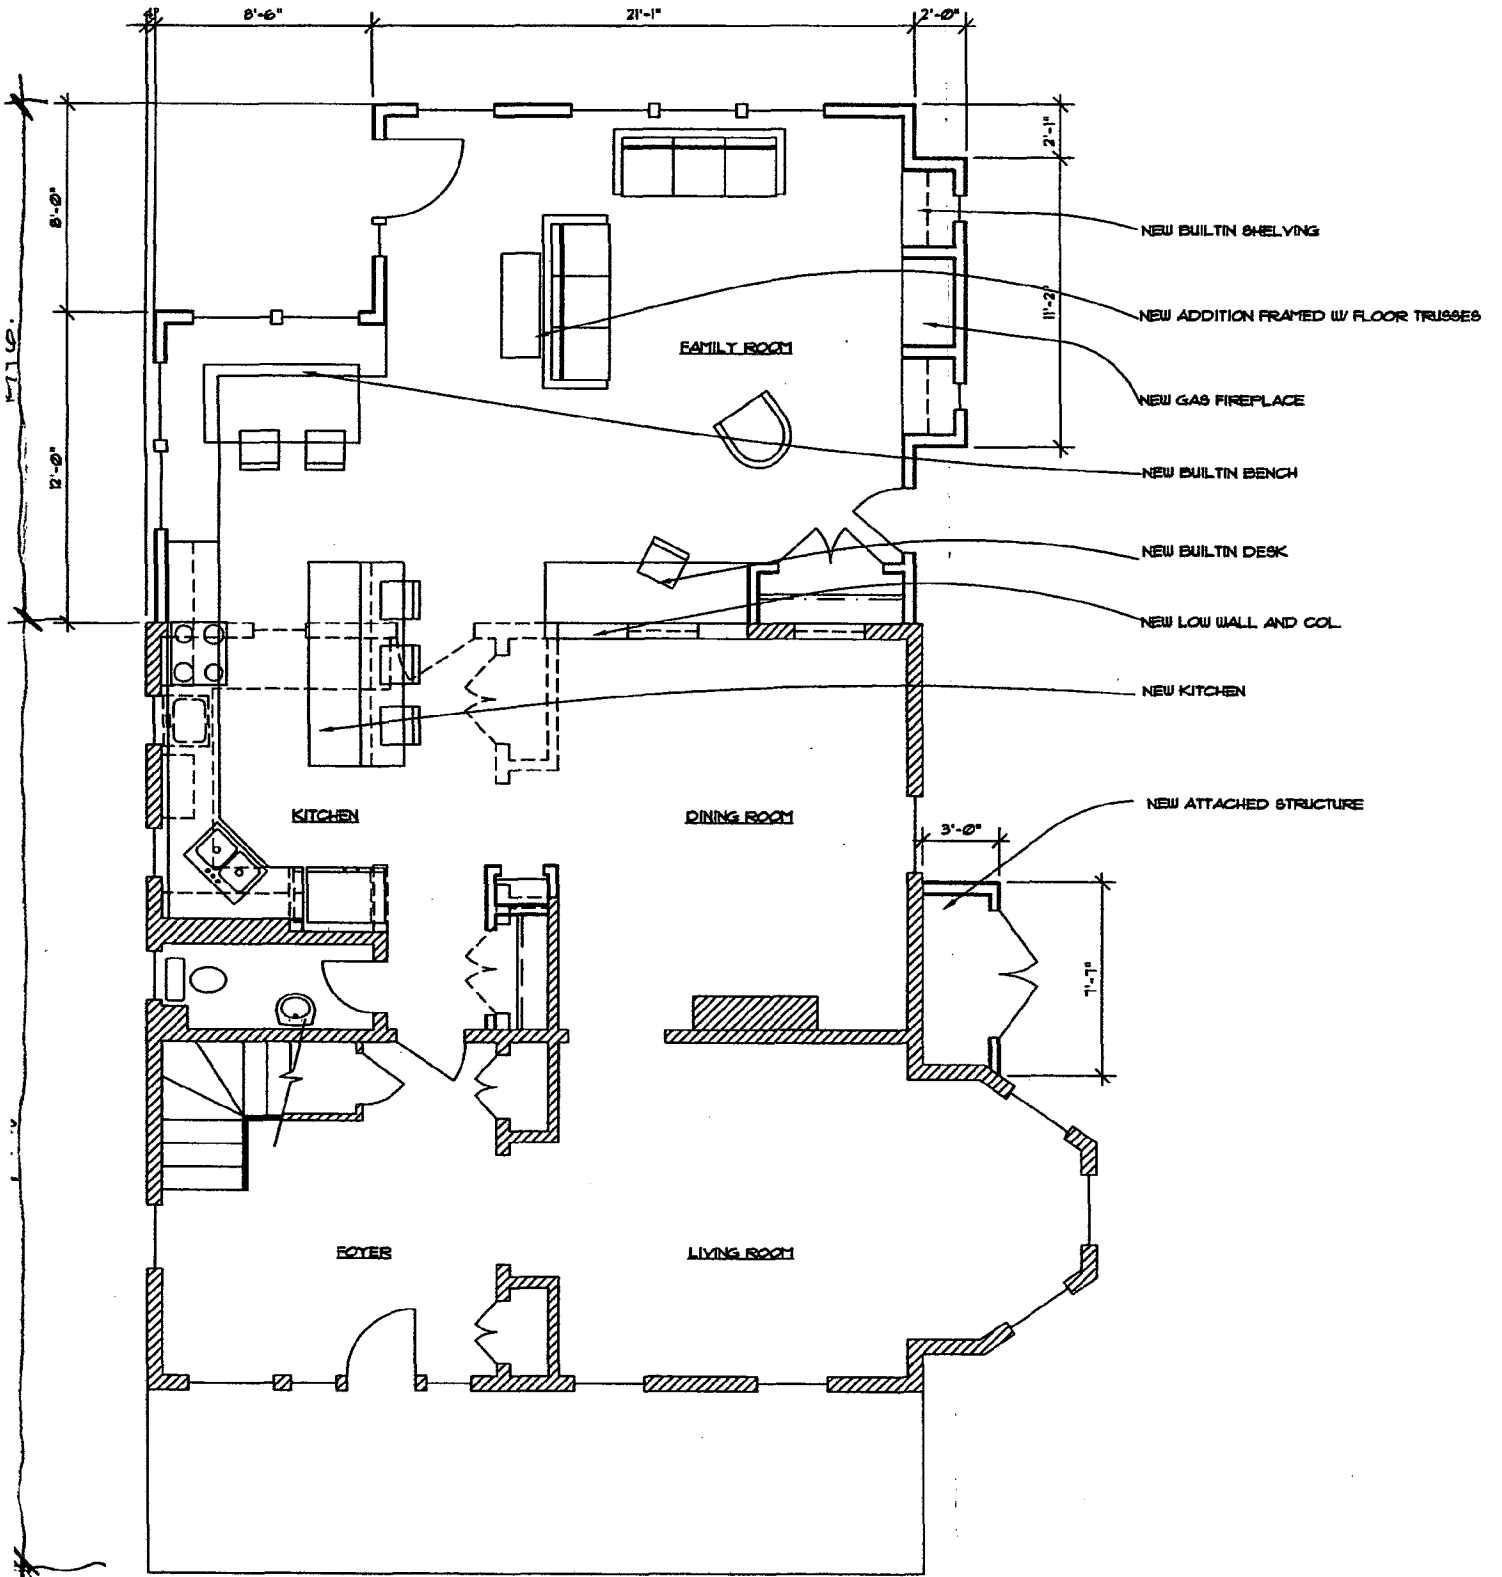 4"
8'-6"
21'-1"
2'-0"
2'-1"
8'-0"
NEW BUILTIN SHELVING
11'-2"
NEW ADDITION FRAMED W/ FLOOR TRUSSES
FAMILY ROOM
NEW GAS FIREPLACE
12'-0"
NEW BUILTIN BENCH
NEW BUILTIN DESK
NEW LOW WALL AND COL.
NEW KITCHEN
KITCHEN
DINING ROOM
NEW ATTACHED STRUCTURE
3'-0"
7'-7"
FOYER
LIVING ROOM